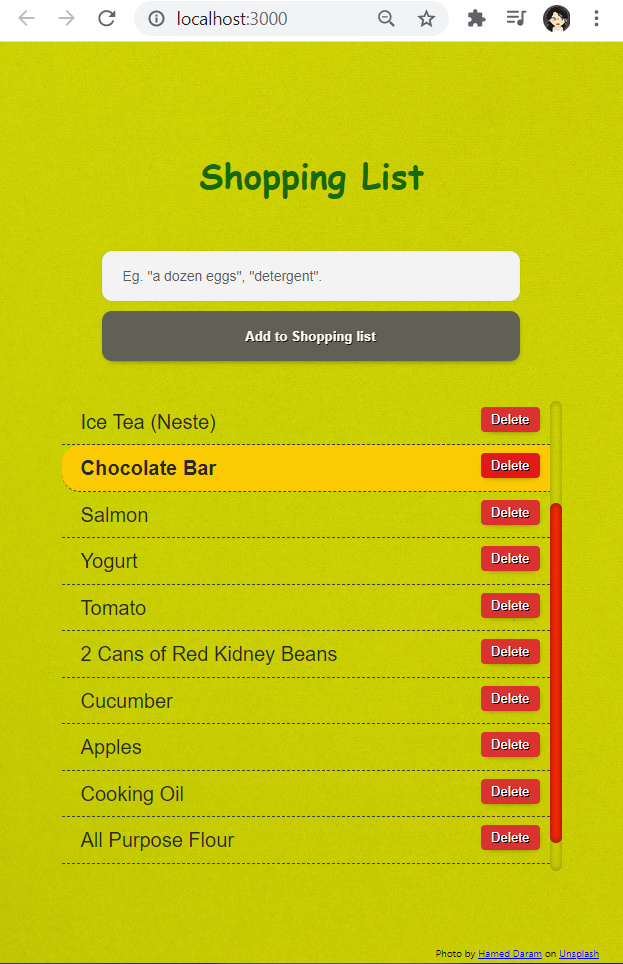 localhost:3000
Shopping List
Eg. "a dozen eggs", "detergent".
Add to Shopping list
Ice Tea (Neste) Delete
Chocolate Bar Delete
Salmon Delete
Yogurt Delete
Tomato Delete
2 Cans of Red Kidney Beans Delete
Cucumber Delete
Apples Delete
Cooking Oil Delete
All Purpose Flour Delete
Photo by Hamed Daram on Unsplash